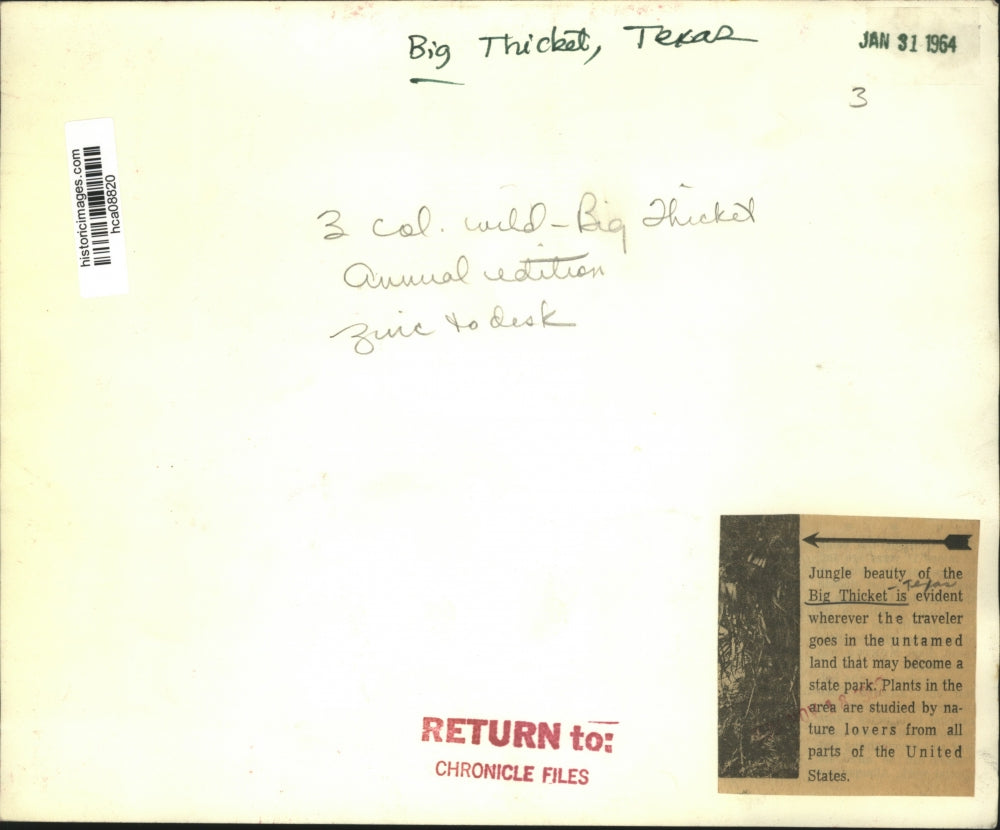 Big Thicket, Texas
JAN 31 1964
3
historicimages.com
hca08820
3 col. wild - Big Thicket
Annual edition
zinc to desk
Jungle beauty of the
Texas
Big Thicket is evident
wherever the traveler
goes in the untamed
land that may become a
state park. Plants in the
area are studied by na-
ture lovers from all
parts of the United
States.
RETURN to:
CHRONICLE FILES